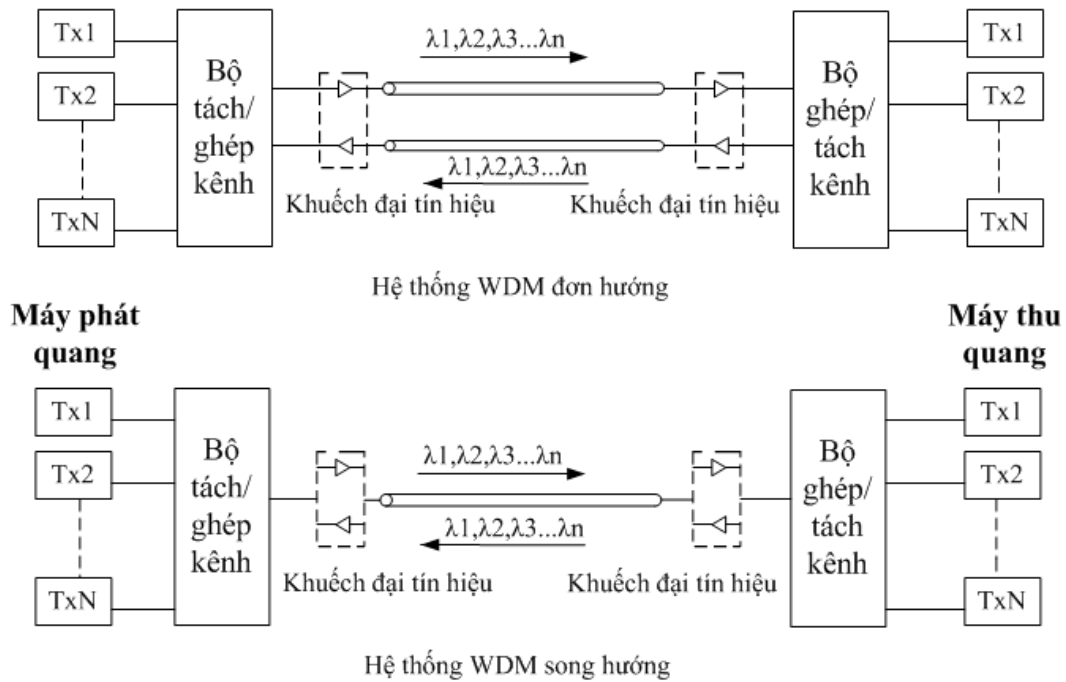 Tx1
Tx2
TxN
Bộ
tách/
ghép
kênh
λ1,λ2,λ3...λn
λ1,λ2,λ3...λn
Khuếch đại tín hiệu
Khuếch đại tín hiệu
Bộ
ghép/
tách
kênh
Tx1
Tx2
TxN
Hệ thống WDM đơn hướng
Máy phát
quang
Máy thu
quang
Tx1
Tx2
TxN
Bộ
tách/
ghép
kênh
λ1,λ2,λ3...λn
λ1,λ2,λ3...λn
Khuếch đại tín hiệu
Khuếch đại tín hiệu
Bộ
ghép/
tách
kênh
Tx1
Tx2
TxN
Hệ thống WDM song hướng